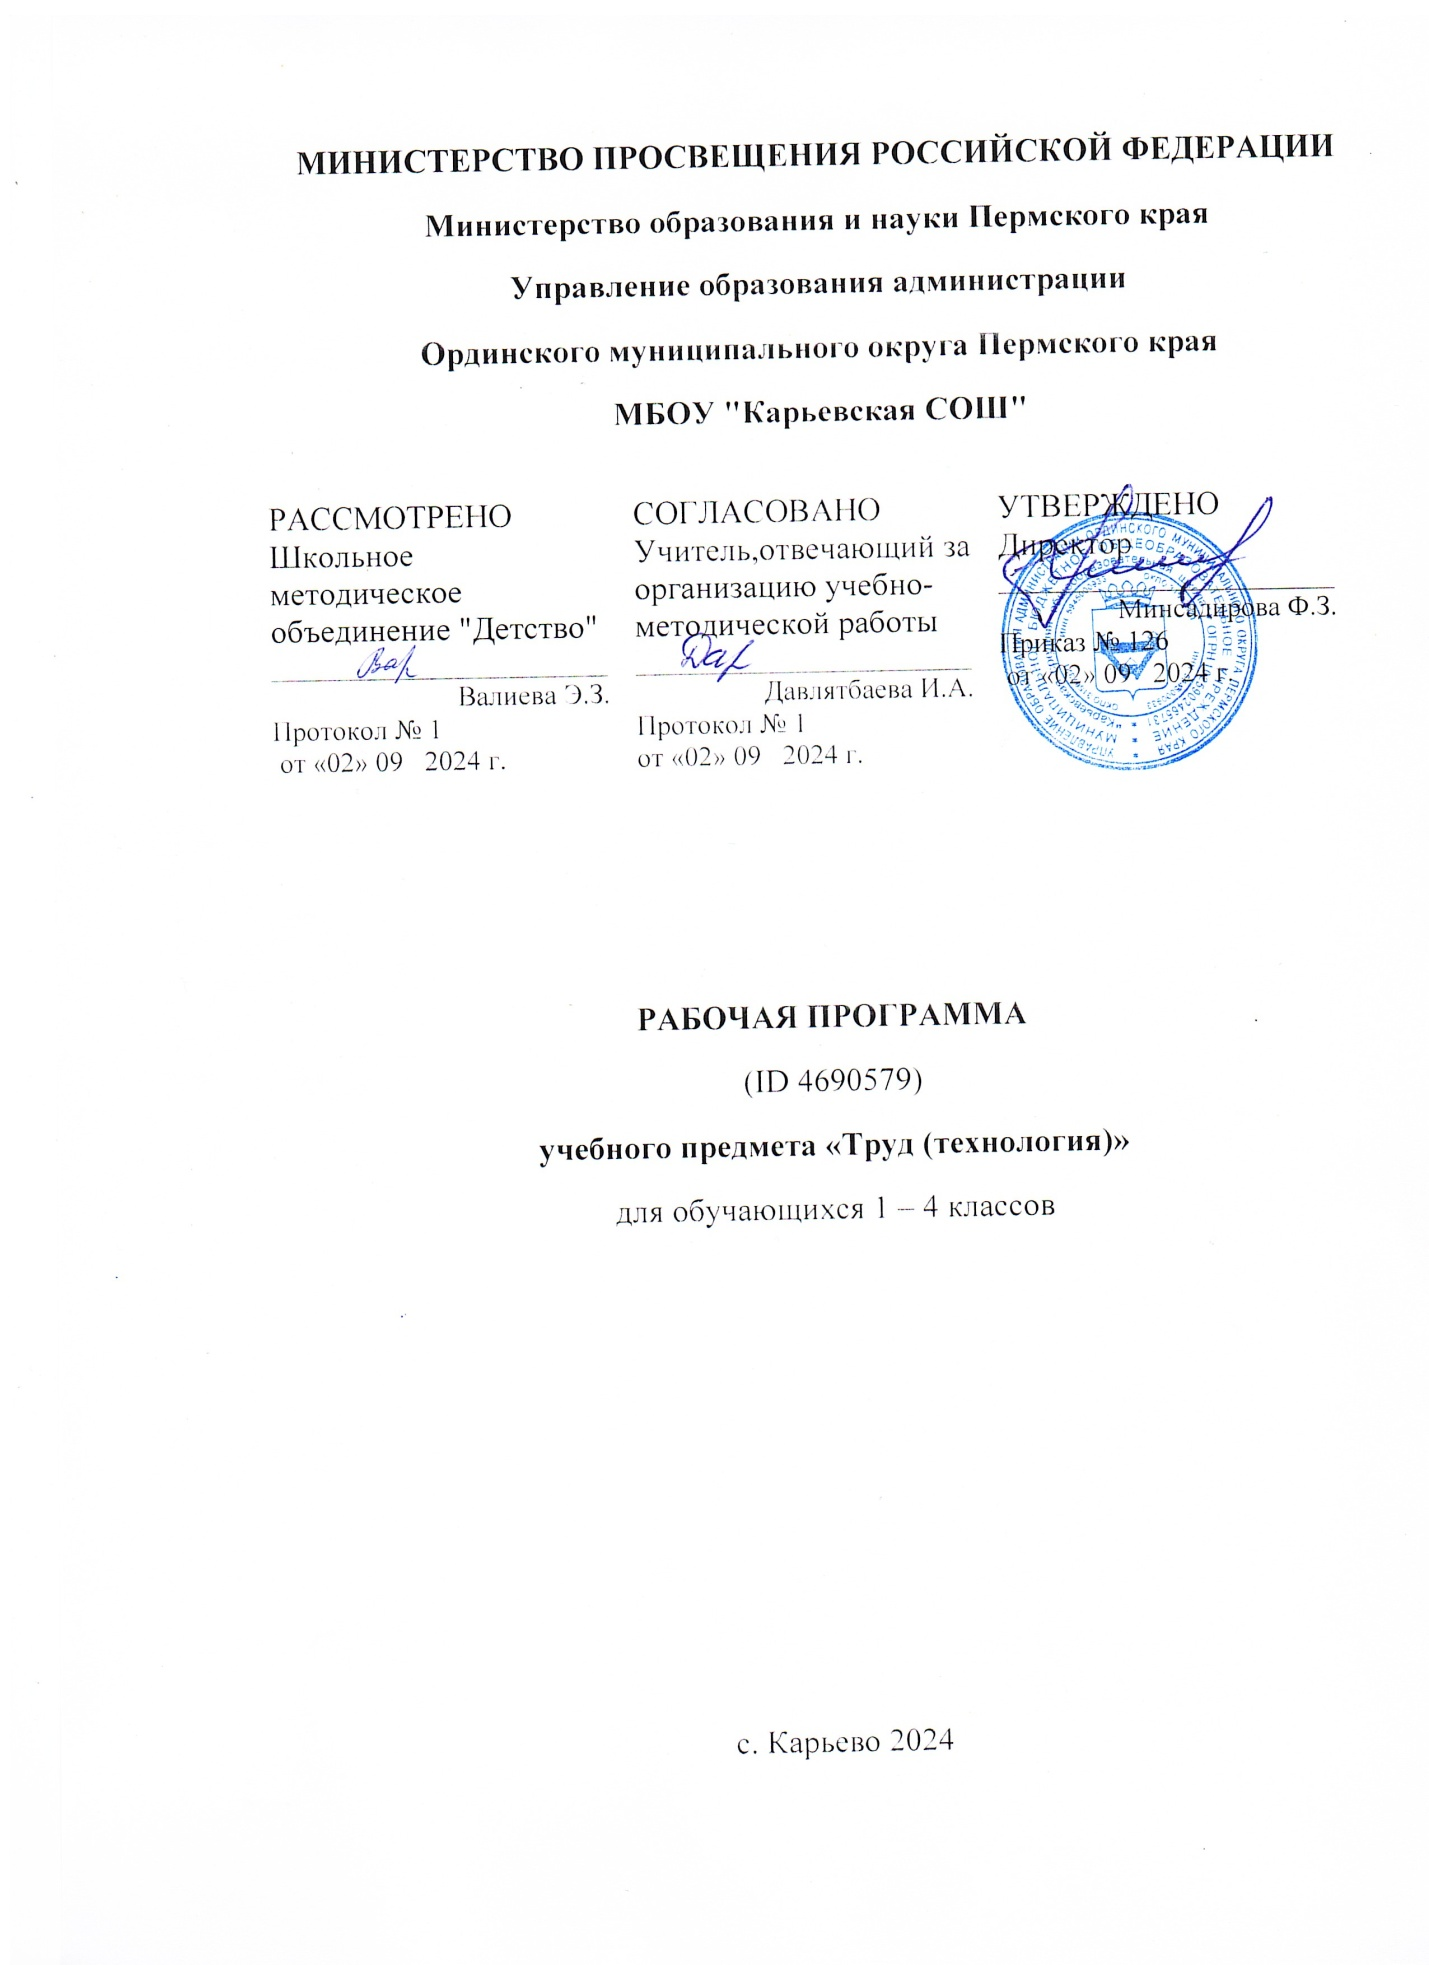 МИНИСТЕРСТВО ПРОСВЕЩЕНИЯ РОССИЙСКОЙ ФЕДЕРАЦИИ
Министерство образования и науки Пермского края
Управление образования администрации
Ординского муниципального округа Пермского края
МБОУ "Карьевская СОШ"
РАССМОТРЕНО
Школьное
методическое
объединение "Детство"
Вар
Валиева Э.З.
Протокол № 1
от «02» 09 2024 г.
СОГЛАСОВАНО
Учитель,отвечающий за
организацию учебно-
методической работы
Дар
Давлятбаева И.А.
Протокол № 1
от «02» 09 2024 г.
УТВЕРЖДЕНО
Директор
Минсадирова Ф.З.
Приказ № 126
от «02» 09 2024 г.
РАБОЧАЯ ПРОГРАММА
(ID 4690579)
учебного предмета «Труд (технология)»
для обучающихся 1 – 4 классов
с. Карьево 2024